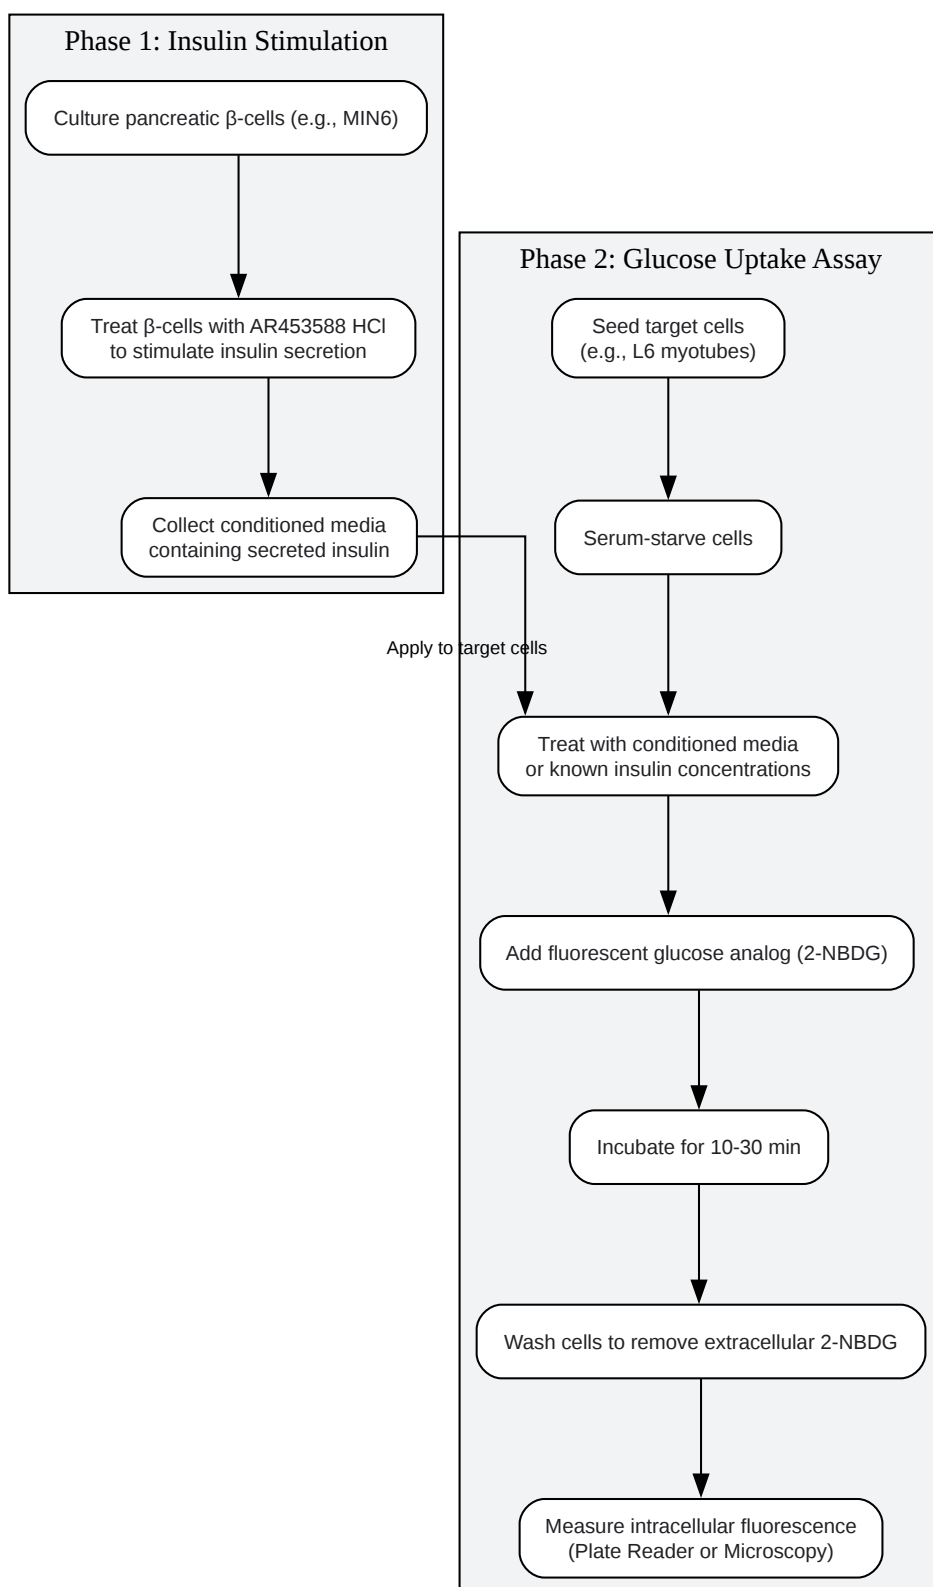 Phase 1: Insulin Stimulation
Culture pancreatic β-cells (e.g., MIN6)
Treat β-cells with AR453588 HCl
to stimulate insulin secretion
Collect conditioned media
containing secreted insulin
Apply to target cells
Phase 2: Glucose Uptake Assay
Seed target cells
(e.g., L6 myotubes)
Serum-starve cells
Treat with conditioned media
or known insulin concentrations
Add fluorescent glucose analog (2-NBDG)
Incubate for 10-30 min
Wash cells to remove extracellular 2-NBDG
Measure intracellular fluorescence
(Plate Reader or Microscopy)